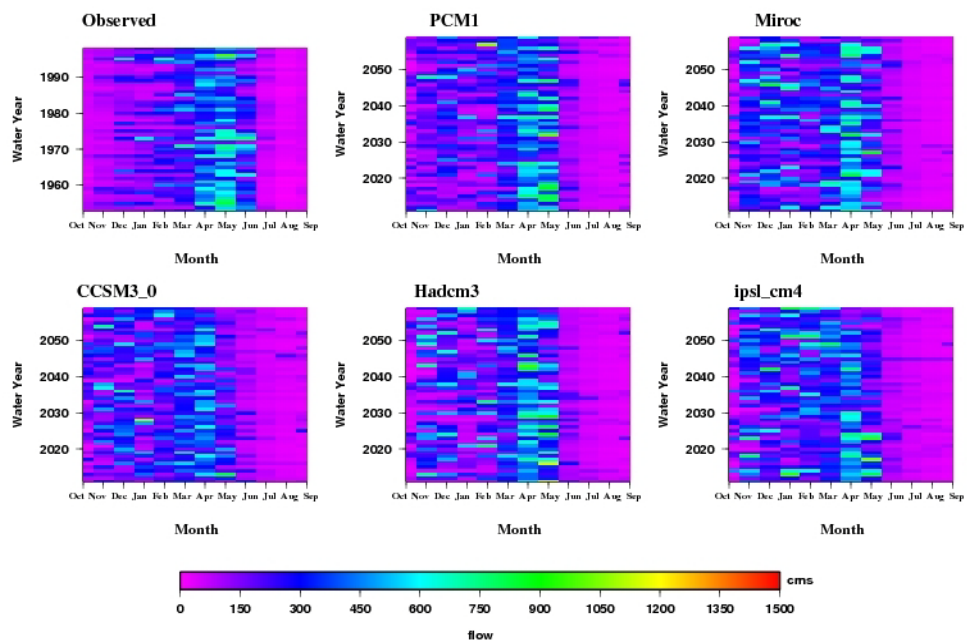 Observed
PCM1
Miroc
Water Year
1990
1980
1970
1960
Oct Nov Dec Jan Feb Mar Apr May Jun Jul Aug Sep
Month
Water Year
2050
2040
2030
2020
Oct Nov Dec Jan Feb Mar Apr May Jun Jul Aug Sep
Month
Water Year
2050
2040
2030
2020
Oct Nov Dec Jan Feb Mar Apr May Jun Jul Aug Sep
Month
CCSM3_0
Hadcm3
ipsl_cm4
Water Year
2050
2040
2030
2020
Oct Nov Dec Jan Feb Mar Apr May Jun Jul Aug Sep
Month
Water Year
2050
2040
2030
2020
Oct Nov Dec Jan Feb Mar Apr May Jun Jul Aug Sep
Month
Water Year
2050
2040
2030
2020
Oct Nov Dec Jan Feb Mar Apr May Jun Jul Aug Sep
Month
cms
0 150 300 450 600 750 900 1050 1200 1350 1500
flow